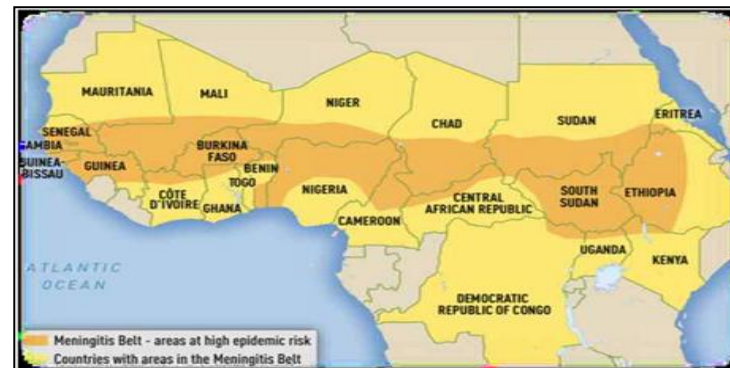 MAURITANIA
MALI
NIGER
CHAD
SUDAN
ERITREA
SENEGAL
GAMBIA
GUINEA-
BISSAU
GUINEA
BURKINA
FASO
BENIN
TOGO
CÔTE
D'IVOIRE
GHANA
NIGERIA
CAMEROON
CENTRAL
AFRICAN REPUBLIC
SOUTH
SUDAN
ETHIOPIA
UGANDA
KENYA
DEMOCRATIC
REPUBLIC OF CONGO
ATLANTIC
OCEAN
Meningitis Belt - areas at high epidemic risk
Countries with areas in the Meningitis Belt